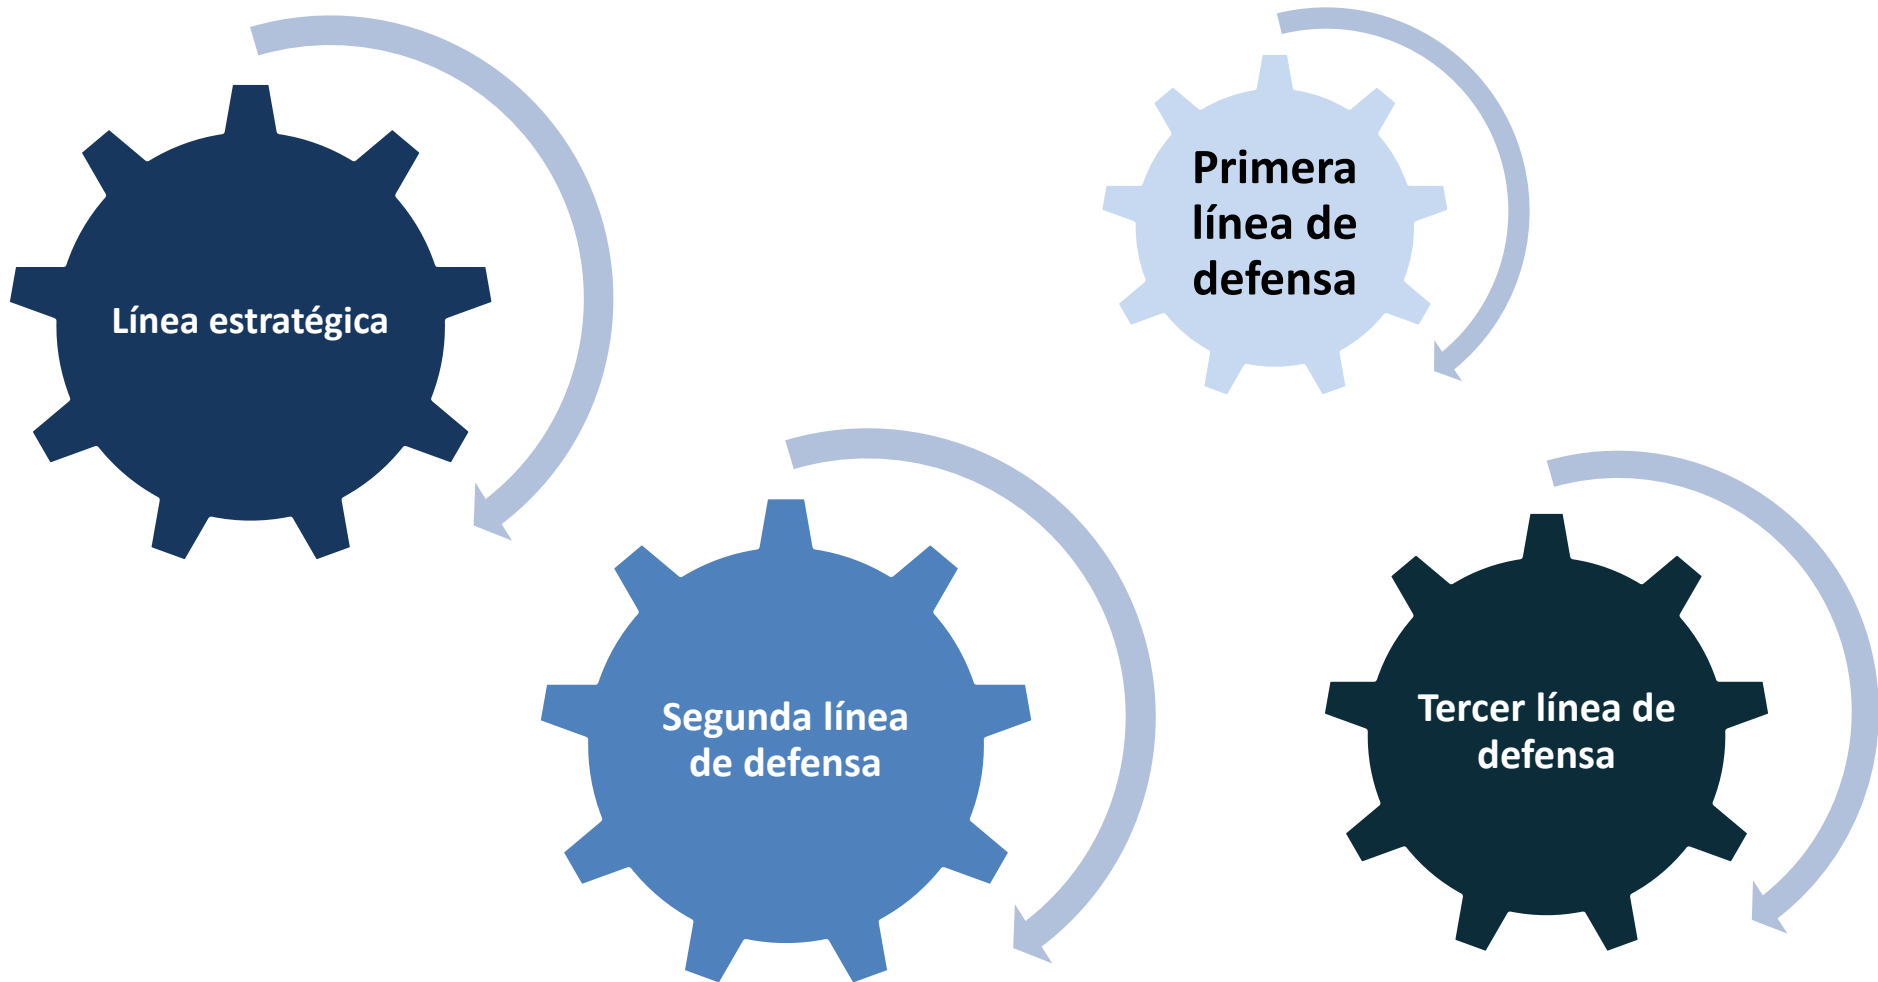 Línea estratégica
Primera
línea de
defensa
Segunda línea
de defensa
Tercer línea de
defensa